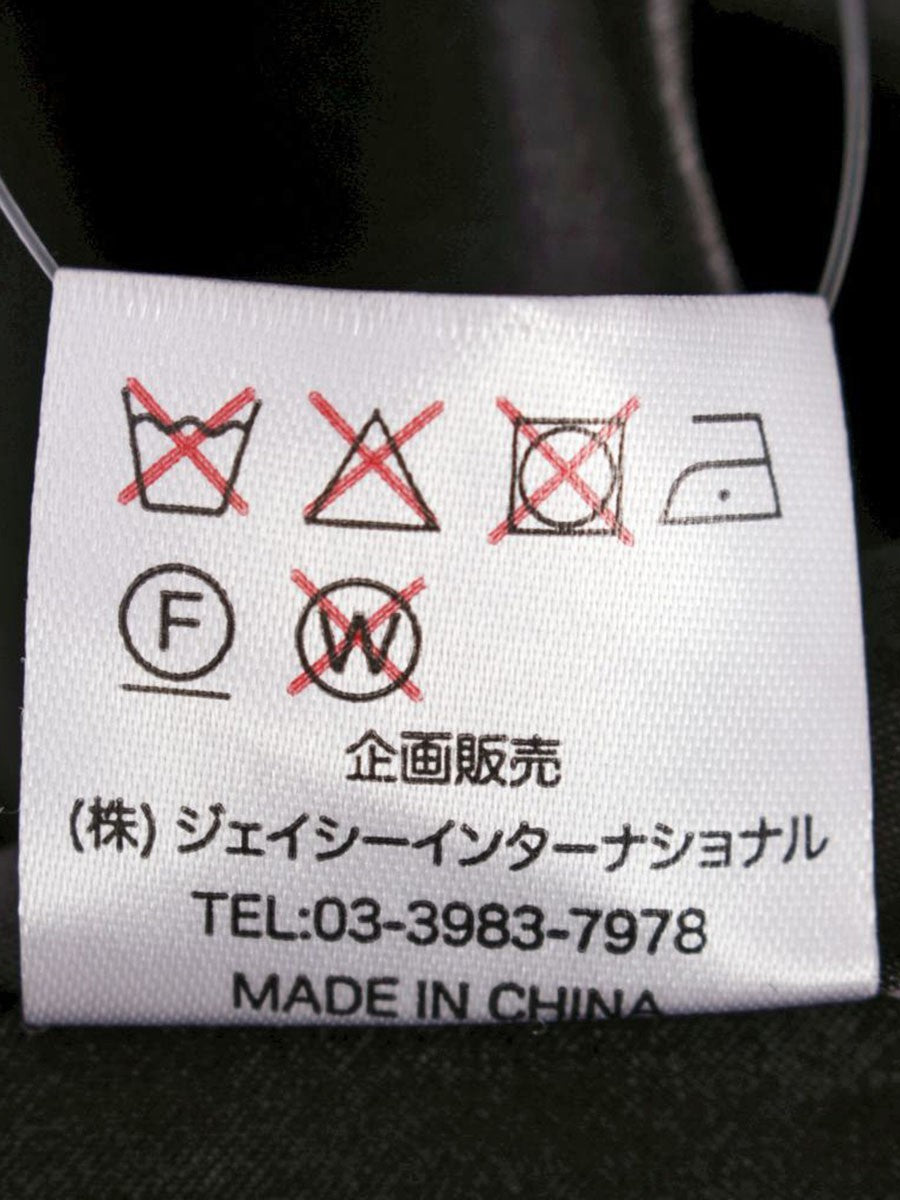 F W
企画販売
(株) ジェイシーインターナショナル
TEL:03-3983-7978
MADE IN CHINA